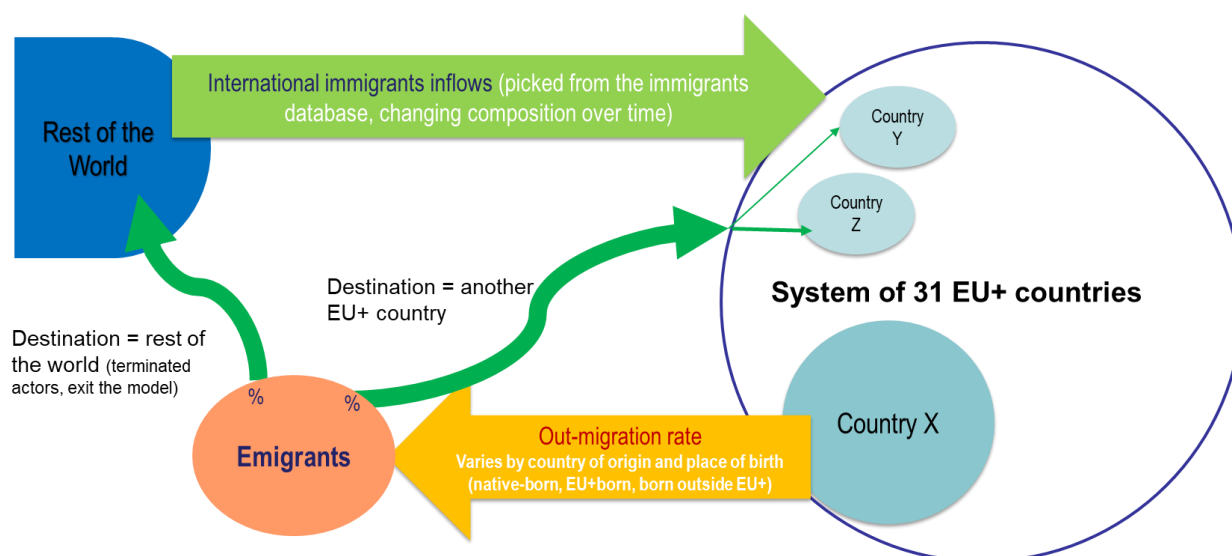 International immigrants inflows (picked from the immigrants
database, changing composition over time)
Rest of the
World
Country
Y
Country
Z
System of 31 EU+ countries
Destination = another
EU+ country
Destination = rest of
the world (terminated
actors, exit the model)
%
%
Emigrants
Out-migration rate
Varies by country of origin and place of birth
(native-born, EU+born, born outside EU+)
Country X